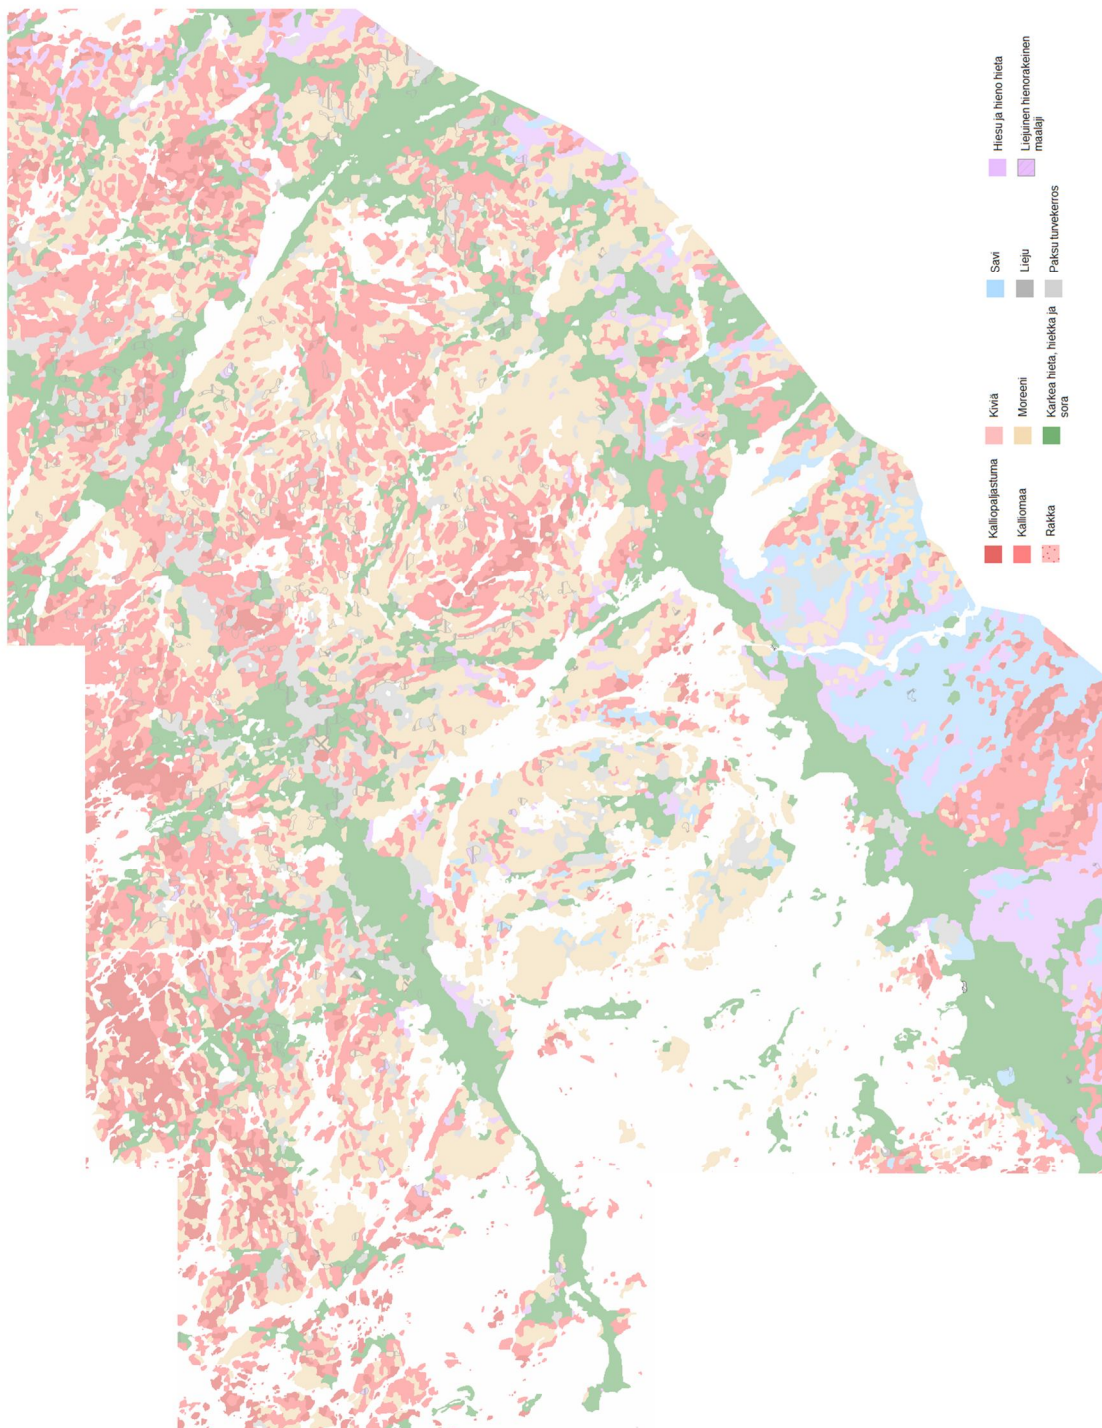 Kalliopaljastuma
Kalliomaa
Rakka
Kiviä
Moreeni
Karkea hieta, hiekka ja
sora
Savi
Lieju
Paksu turvekerros
Hiesu ja hieno hieta
Liejuinen hienorakeinen
maalaji